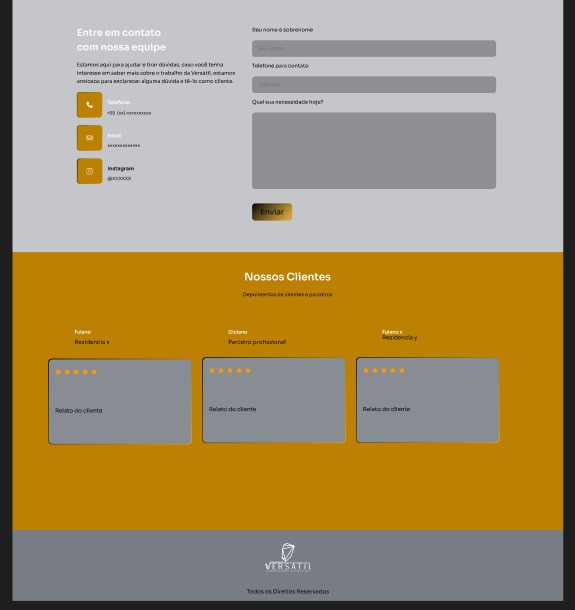 Entre em contato
com nossa equipe
Estamos aqui para ajudar e tirar dúvidas, caso você tenha
interesse em saber mais sobre o trabalho da Versátil, estamos
ansiosos para esclarecer alguma dúvida e tê-lo como cliente.
Telefone
+55 (xx) xxxxxxxxxx
Email
xxxxxxxxxxxxx
Instagram
@XXXXXX
Seu nome e sobrenome
Seu nome
Telefone para contato
Telefone
Qual sua necessidade hoje?
Enviar
Nossos Clientes
Depoimentos de clientes e parceiros
Fulano
Residencia x
Relato do cliente
Ciclano
Parceiro profissional
Relato do cliente
Fulano x
Residencia y
Relato do cliente
VERSATIL
Todos os Direitos Reservados